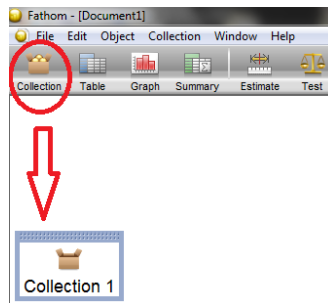 Fathom - [Document1]
File Edit Object Collection Window Help
Collection Table Graph Summary Estimate Test
Collection 1